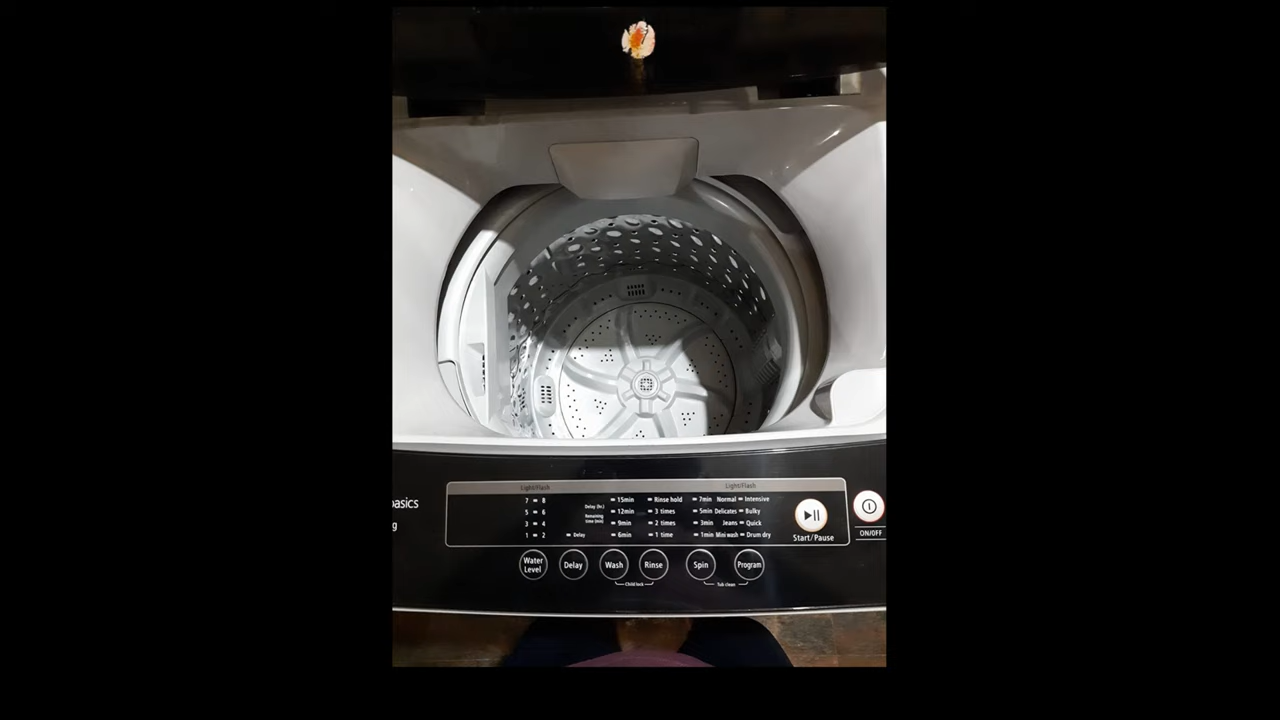 basics
g
Light/Flash Light/Flash
7 8 15min Rinse hold 7min Normal Intensive
Delay (hr.)
5 6 12min 3 times 5min Delicates Bulky
Remaining time (min)
3 4 9min 2 times 3min Jeans Quick
1 2 Delay 6min 1 time 1min Mini wash Drum dry
Start/Pause
ON/OFF
Water Level Delay Wash Rinse Spin Program
Child lock Tub clean